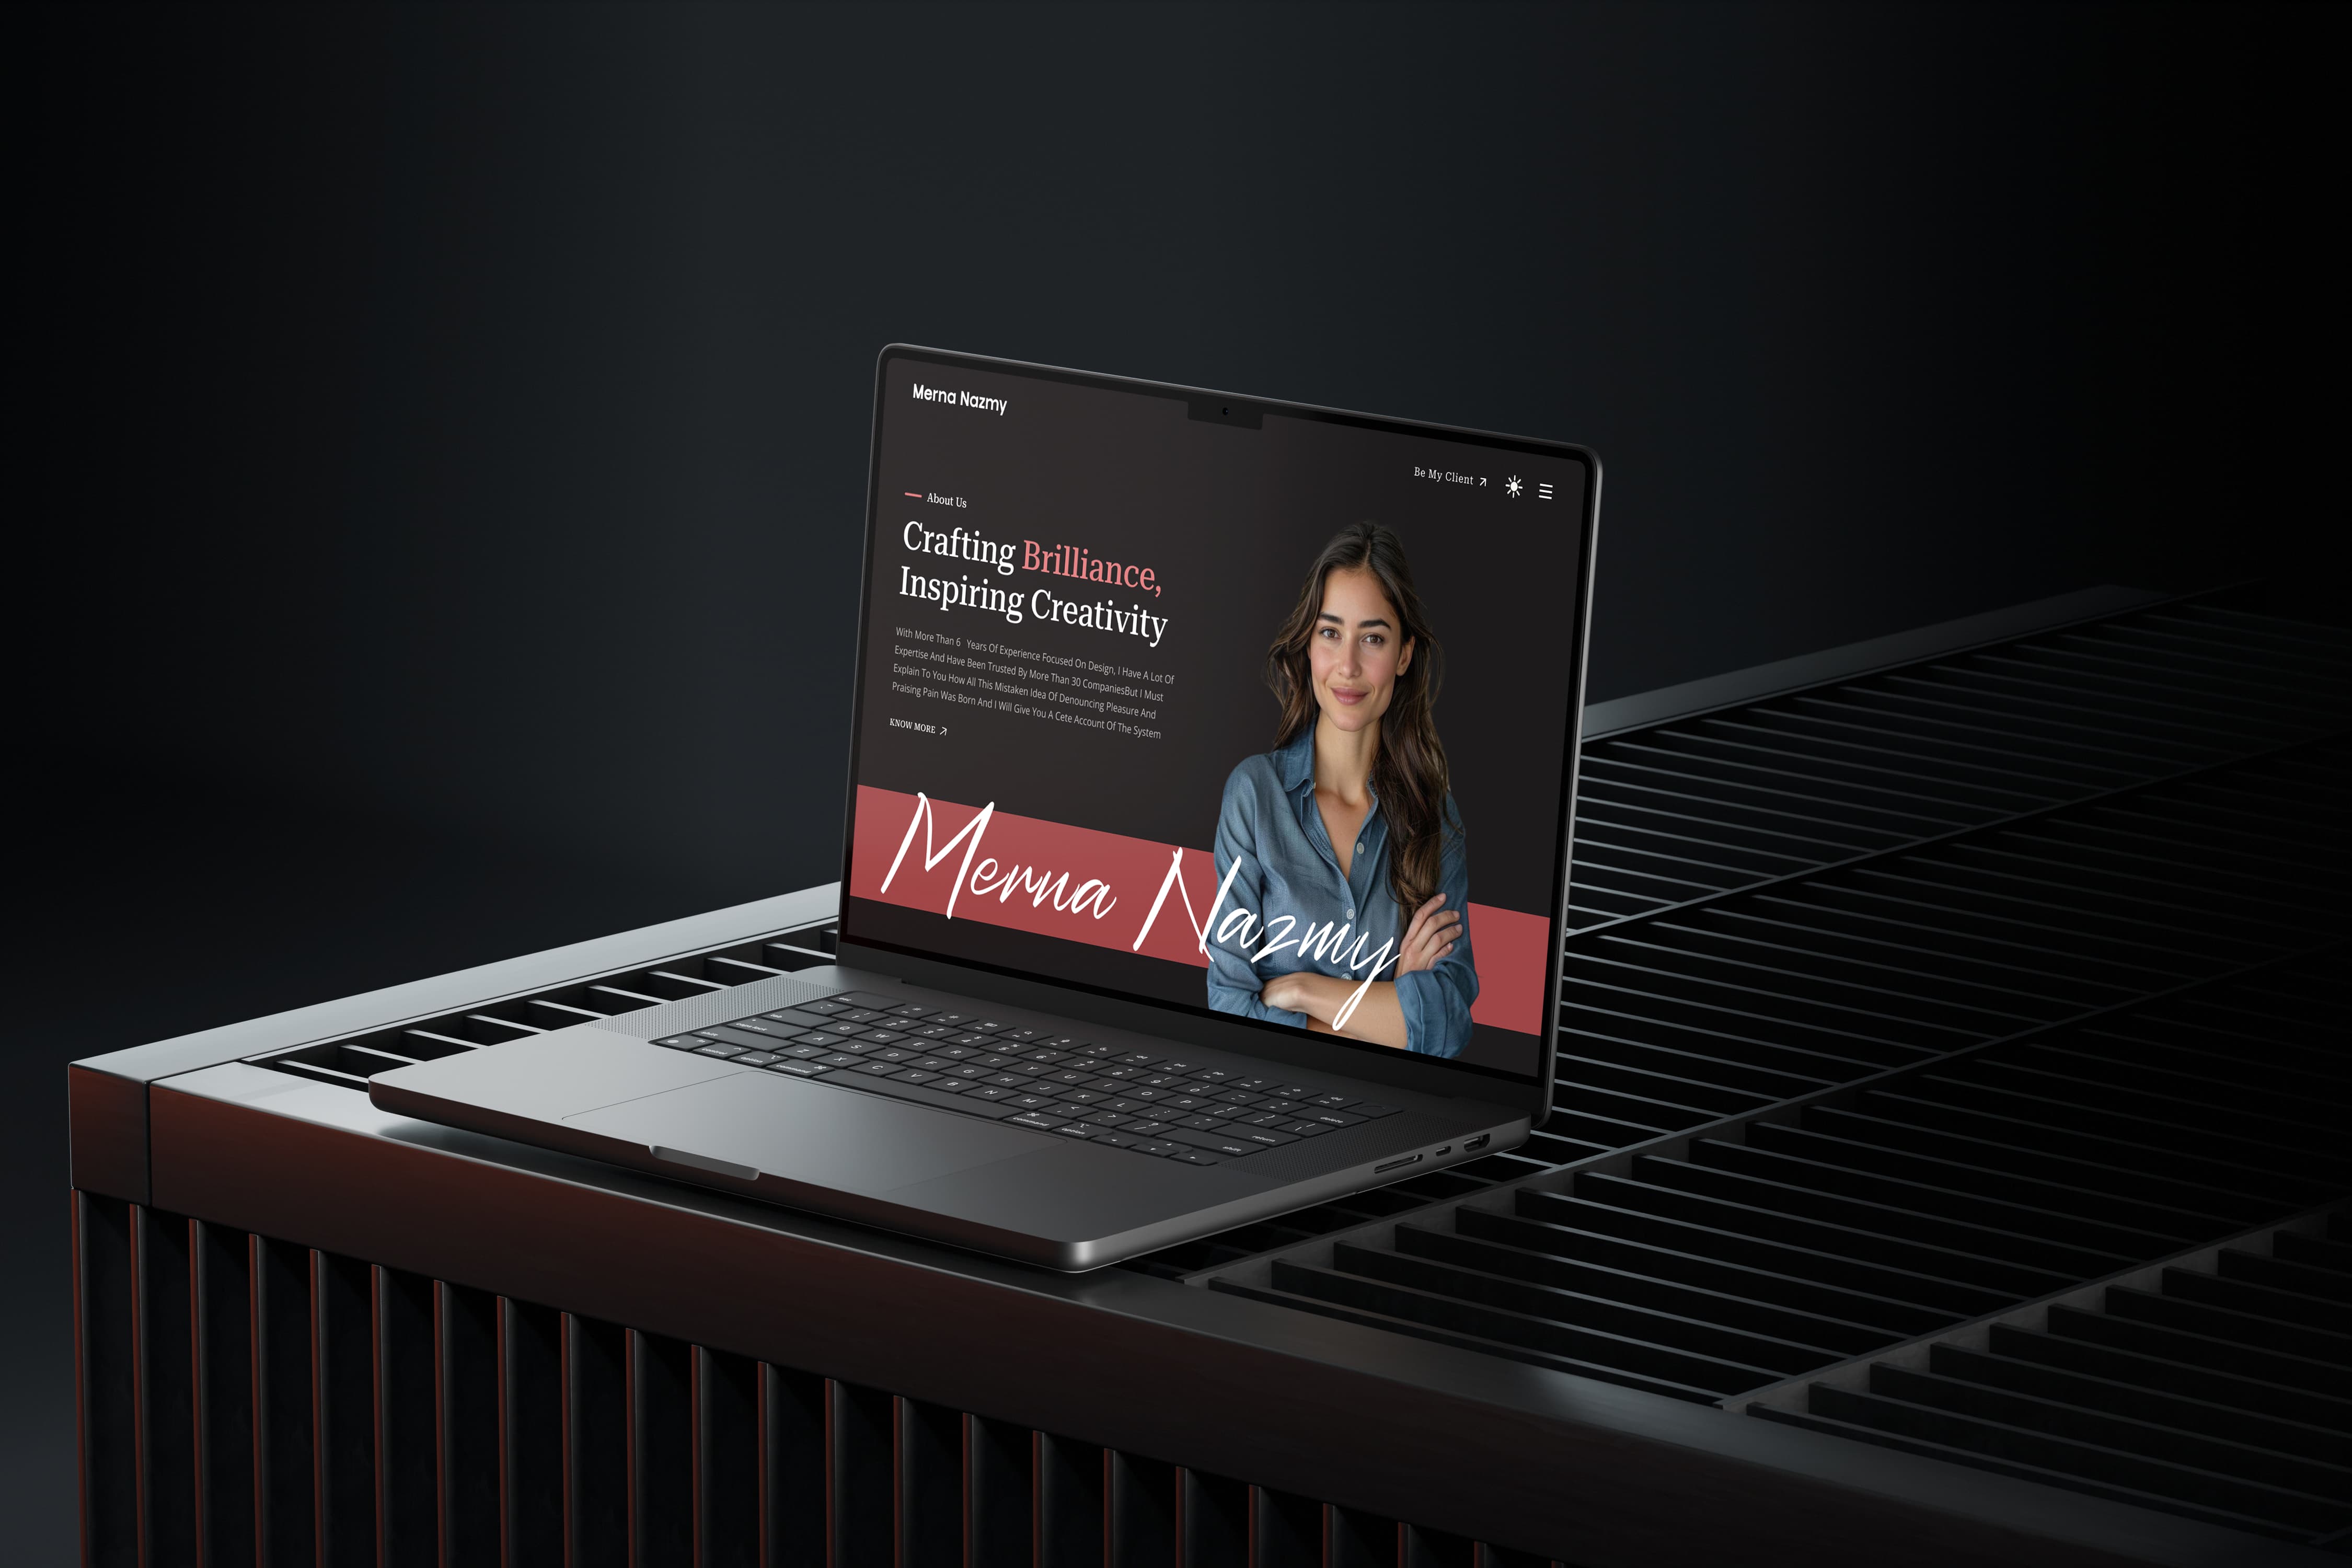 Merna Nazmy
Be My Client
About Us
Crafting Brilliance,
Inspiring Creativity
With More Than 6 Years Of Experience Focused On Design, I Have A Lot Of
Expertise And Have Been Trusted By More Than 30 CompaniesBut I Must
Explain To You How All This Mistaken Idea Of Denouncing Pleasure And
Praising Pain Was Born And I Will Give You A Cete Account Of The System
KNOW MORE
Merna Nazmy